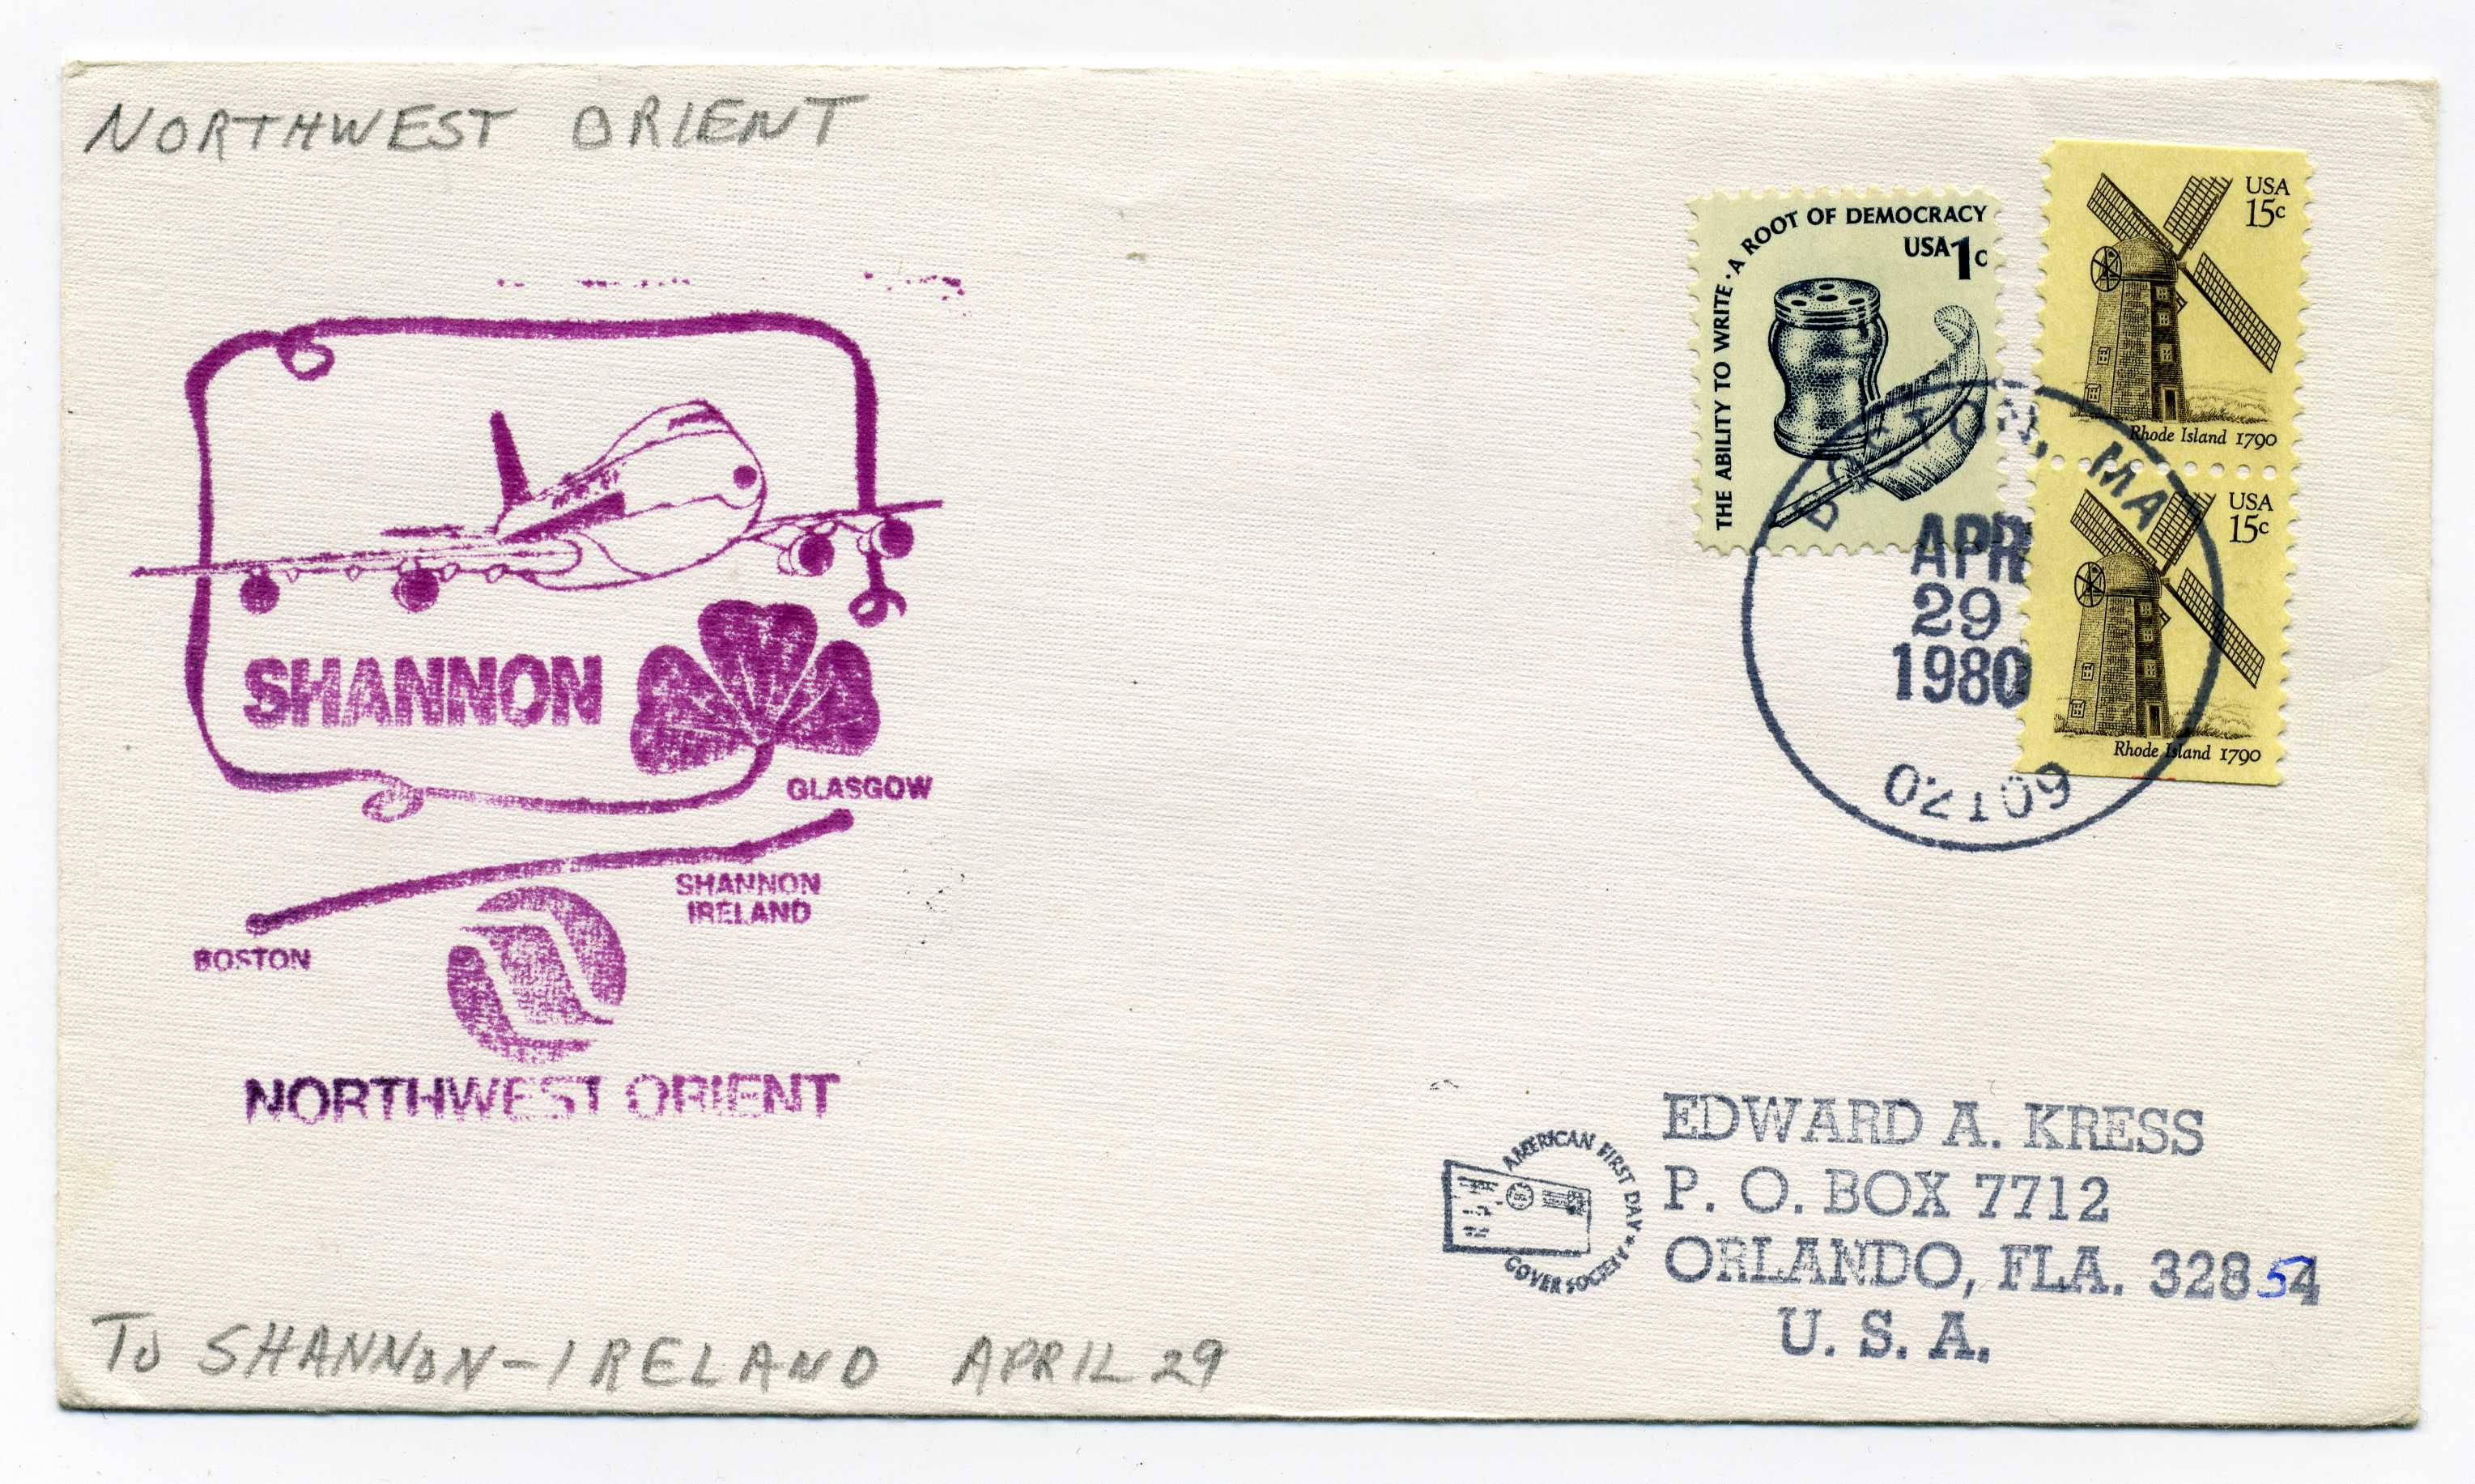 NORTHWEST ORIENT
THE ABILITY TO WRITE · A ROOT OF DEMOCRACY
USA 1c
USA
15c
Rhode Island 1790
USA
15c
Rhode Island 1790
BOSTON, MA
APR
29
1980
02109
SHANNON
GLASGOW
SHANNON
IRELAND
BOSTON
NORTHWEST ORIENT
AMERICAN FIRST DAY
COVER SOCIETY
EDWARD A. KRESS
P. O. BOX 7712
ORLANDO, FLA. 32854
U. S. A.
TO SHANNON-IRELAND APRIL 29